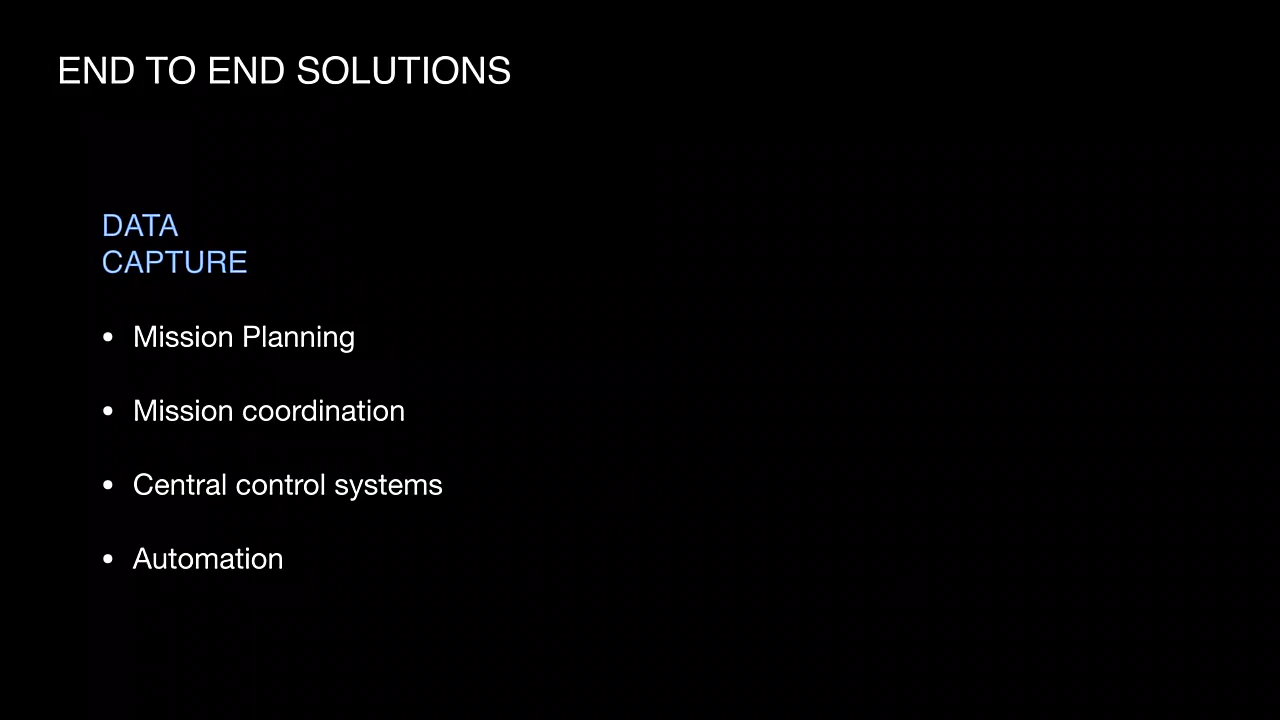 END TO END SOLUTIONS
DATA
CAPTURE
• Mission Planning
• Mission coordination
• Central control systems
• Automation